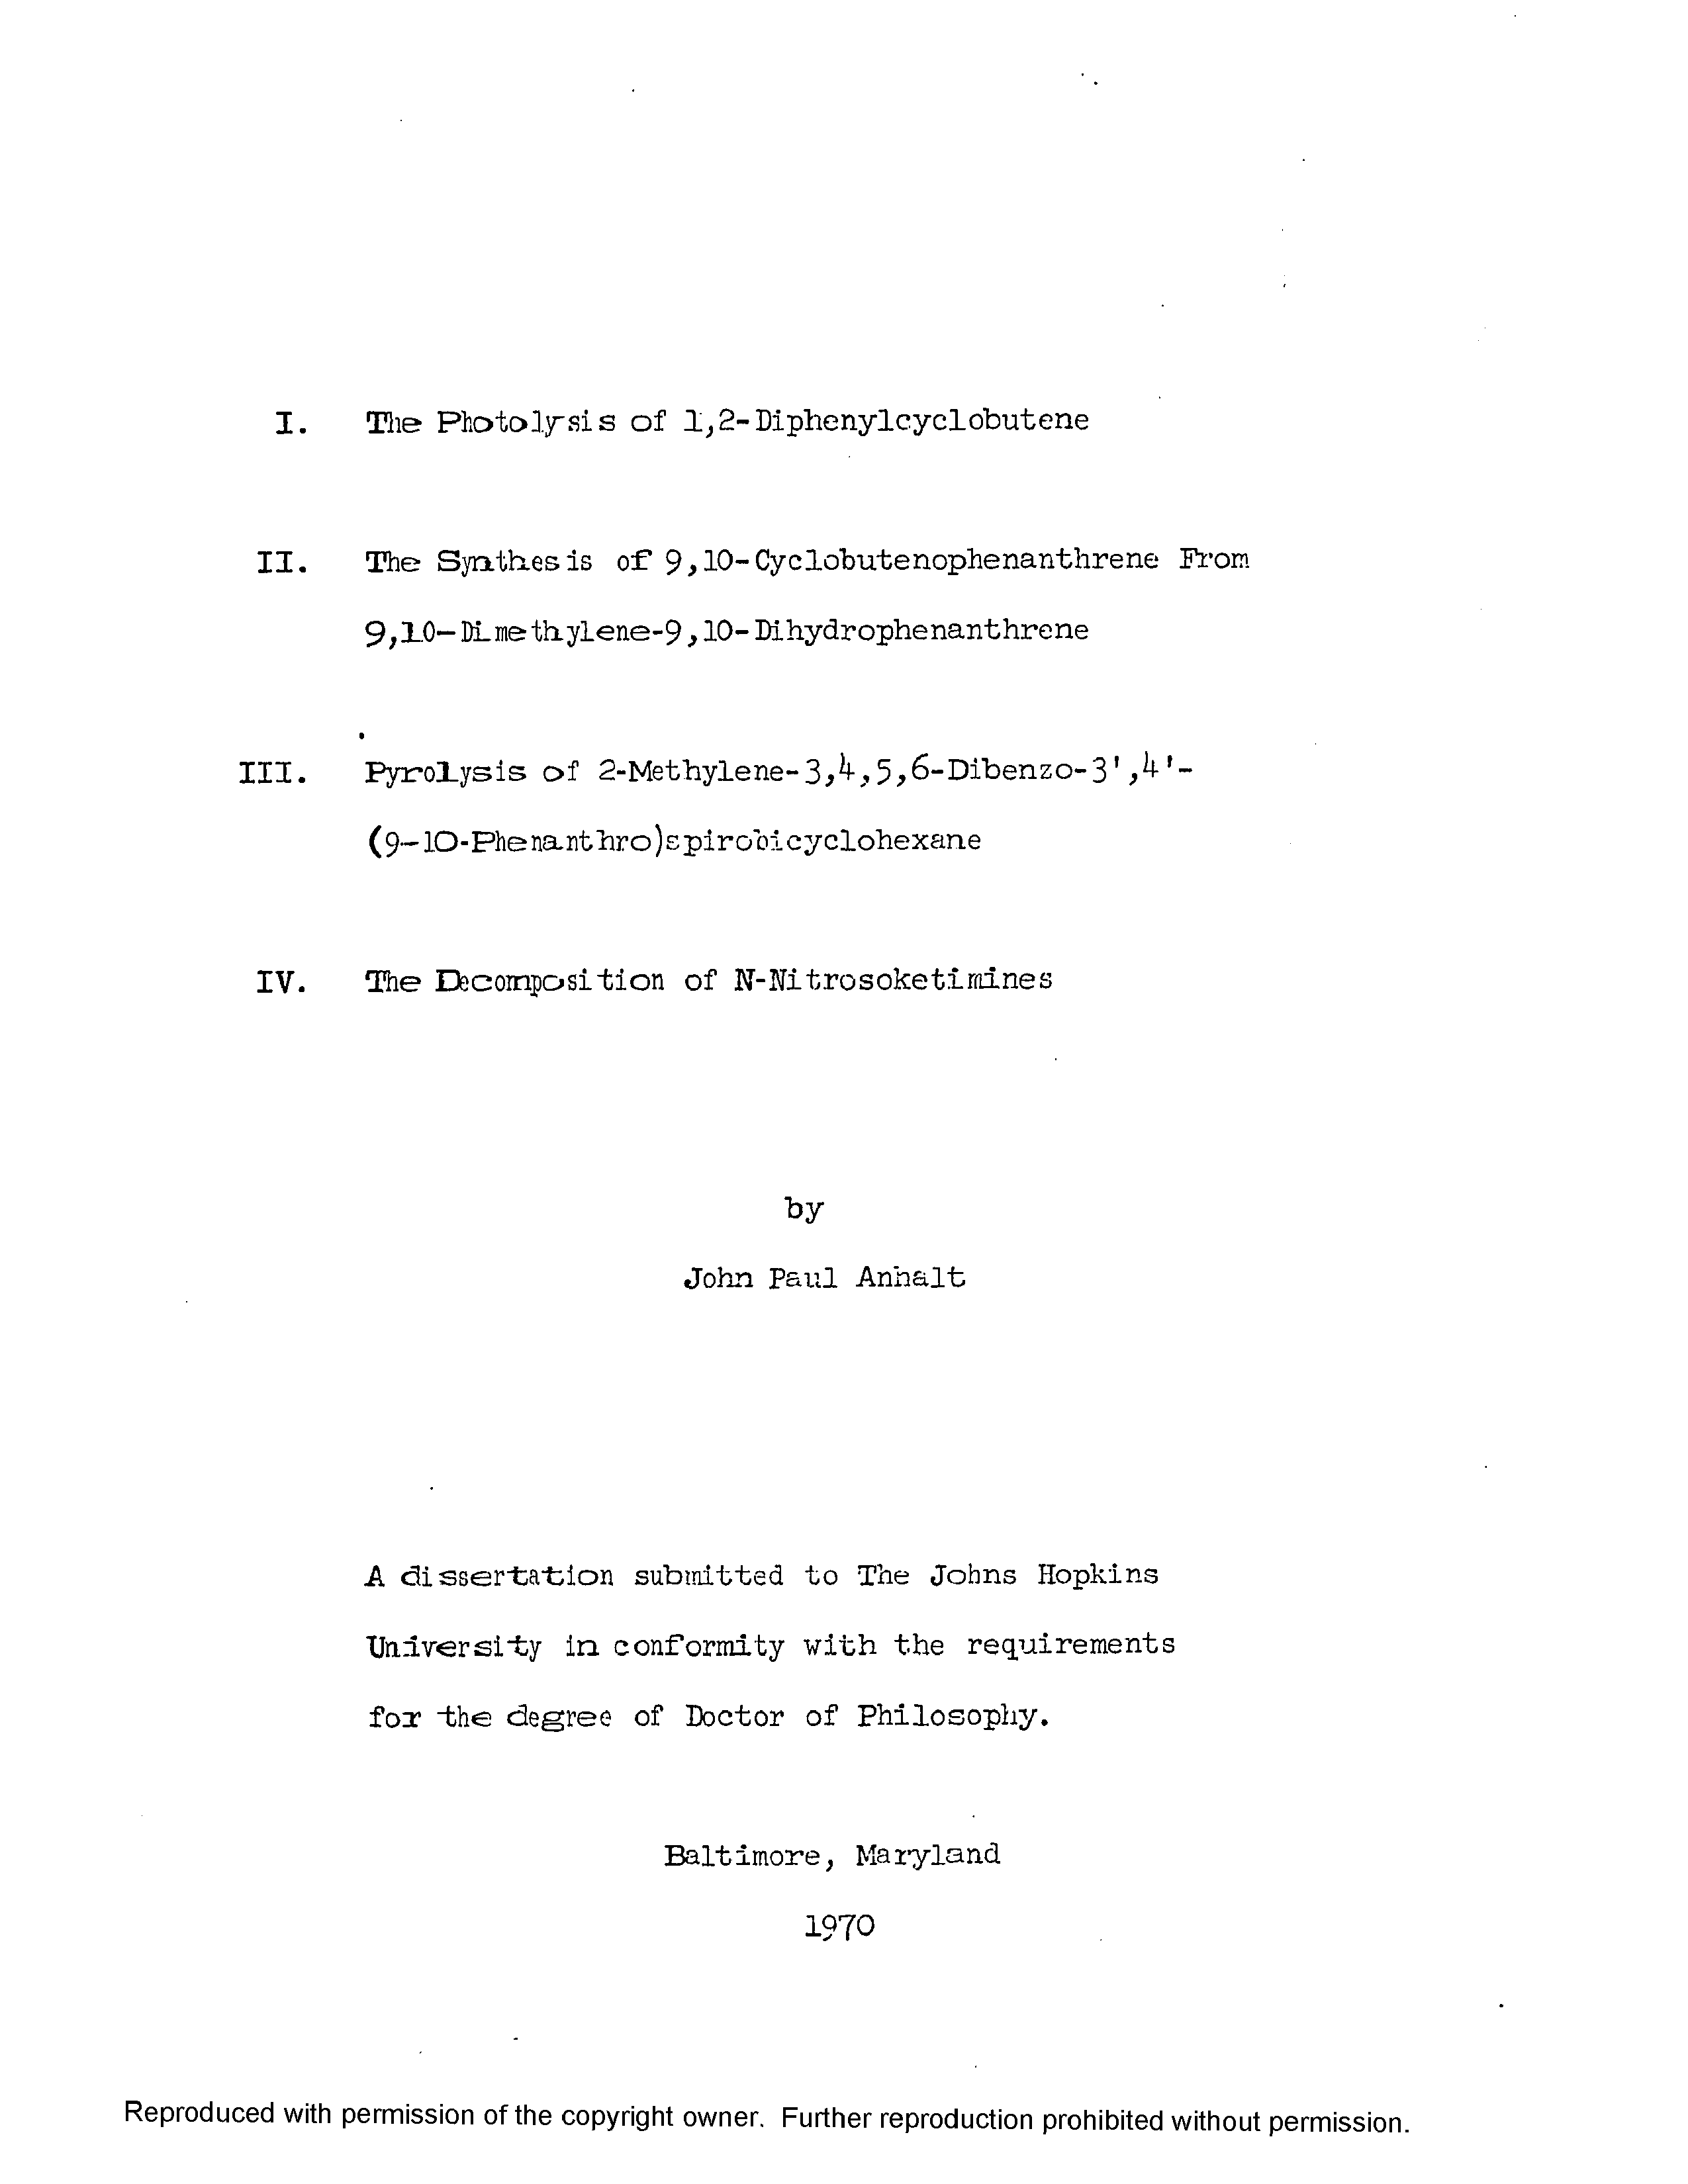 I. The Photolysis of 1,2-Diphenylcyclobutene
II. The Synthesis of 9,10-Cyclobutenophenanthrene From
9,10-Dimethylene-9,10-Dihydrophenanthrene
III. Pyrolysis of 2-Methylene-3,4,5,6-Dibenzo-3',4'-
(9-10-Phenanthro)spirobicyclohexane
IV. The Decomposition of N-Nitrosoketimines
by
John Paul Anhalt
A dissertation submitted to The Johns Hopkins
University in conformity with the requirements
for the degree of Doctor of Philosophy.
Baltimore, Maryland
1970
Reproduced with permission of the copyright owner. Further reproduction prohibited without permission.